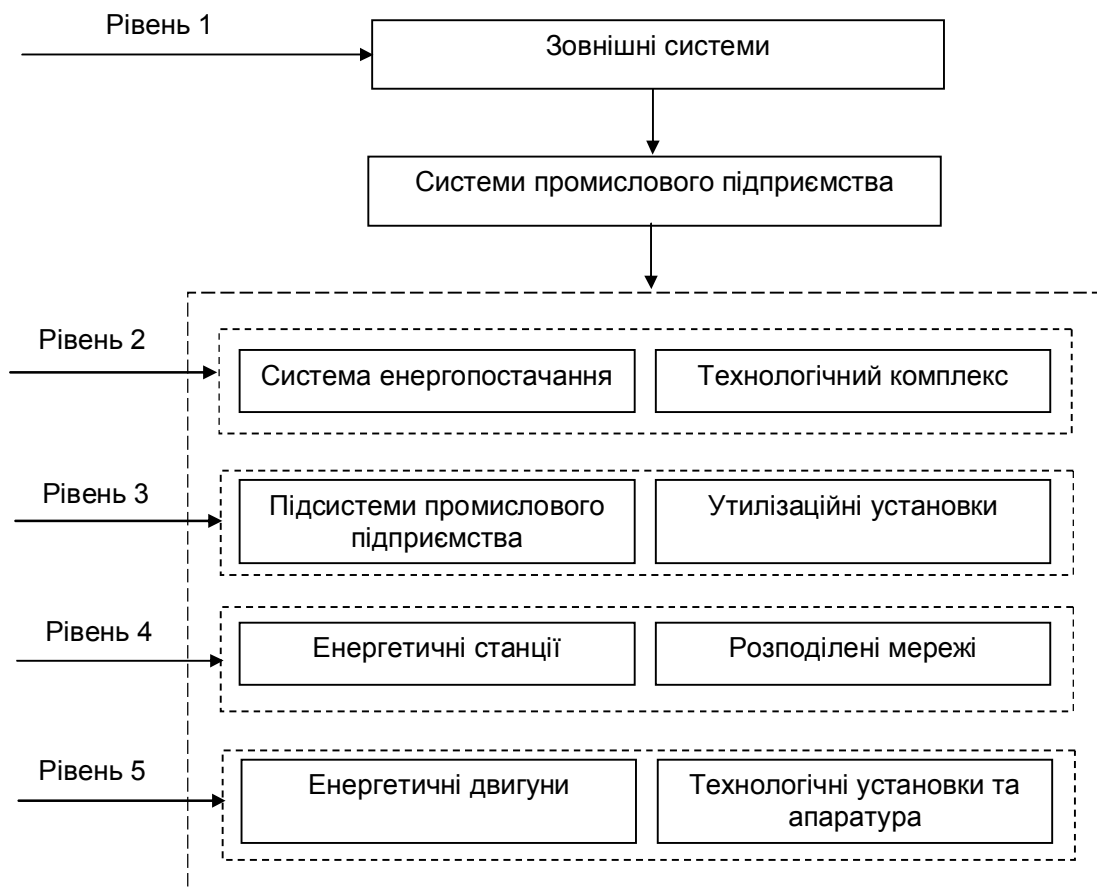 Рівень 1
Зовнішні системи
Системи промислового підприємства
Рівень 2
Система енергопостачання
Технологічний комплекс
Рівень 3
Підсистеми промислового
підприємства
Утилізаційні установки
Рівень 4
Енергетичні станції
Розподілені мережі
Рівень 5
Енергетичні двигуни
Технологічні установки та
апаратура